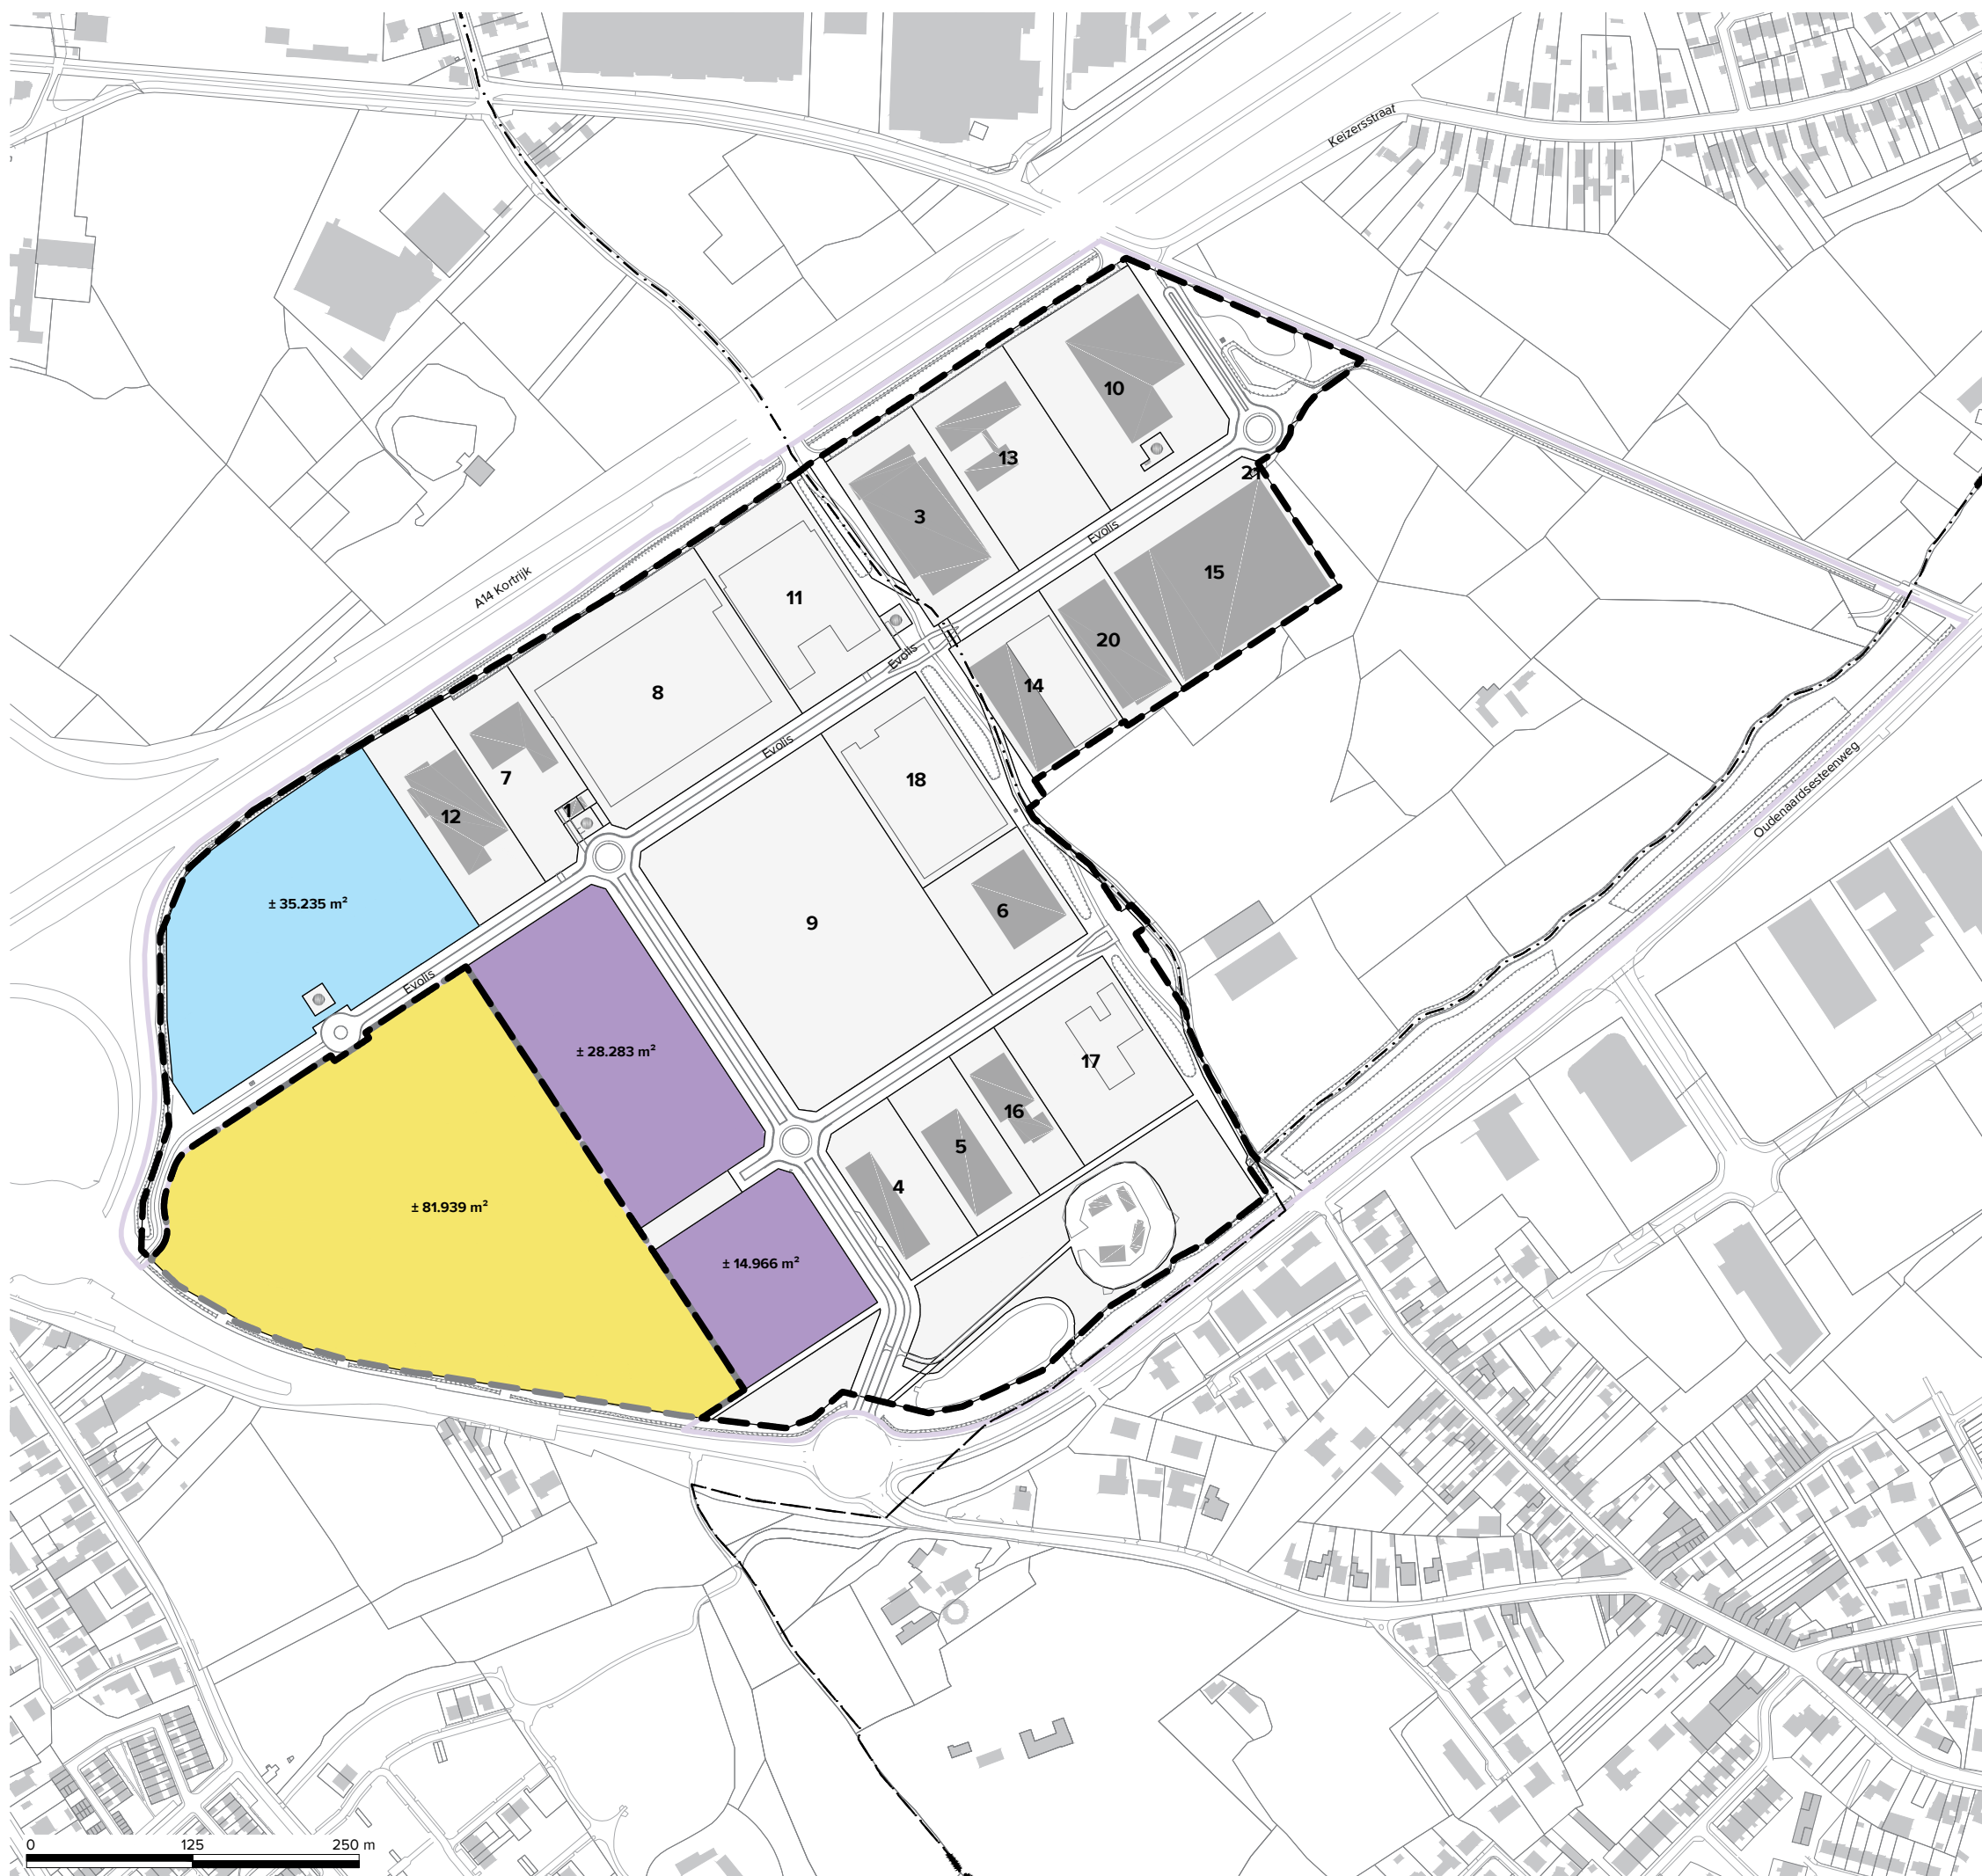 Keizersstraat
10
13
21
3
Evolis
15
A14 Kortrijk
11
20
Evolis
14
8
Evolis
18
7
1
12
Oudenaardsesteenweg
± 35.235 m²
6
9
Evolis
± 28.283 m²
17
16
5
4
± 81.939 m²
± 14.966 m²
0 125 250 m